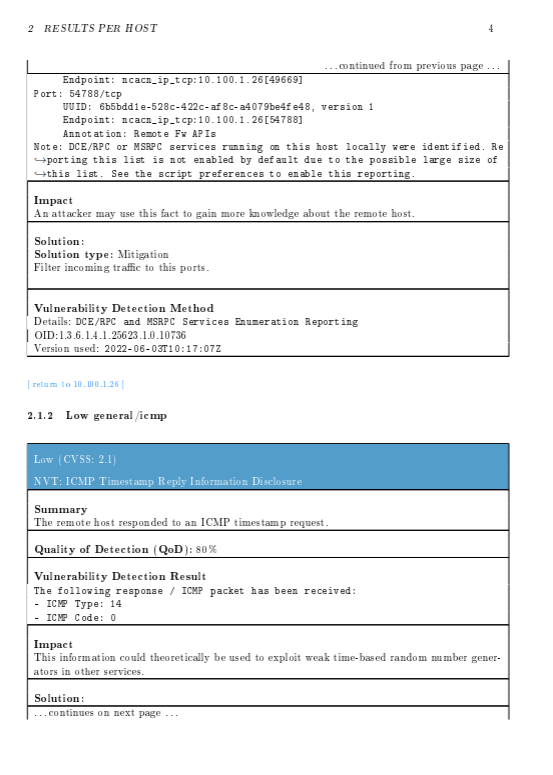 2 RESULTS PER HOST 4
...continued from previous page ...
Endpoint: ncacn_ip_tcp:10.100.1.26[49669]
Port: 54788/tcp
UUID: 6b5bdd1e-528c-422c-af8c-a4079be4fe48, version 1
Endpoint: ncacn_ip_tcp:10.100.1.26[54788]
Annotation: Remote Fw APIs
Note: DCE/RPC or MSRPC services running on this host locally were identified. Re
↪porting this list is not enabled by default due to the possible large size of
↪this list. See the script preferences to enable this reporting.
Impact
An attacker may use this fact to gain more knowledge about the remote host.
Solution:
Solution type: Mitigation
Filter incoming traffic to this ports.
Vulnerability Detection Method
Details: DCE/RPC and MSRPC Services Enumeration Reporting
OID:1.3.6.1.4.1.25623.1.0.10736
Version used: 2022-06-03T10:17:07Z
[ return to 10.100.1.26 ]
2.1.2 Low general/icmp
Low (CVSS: 2.1)
NVT: ICMP Timestamp Reply Information Disclosure
Summary
The remote host responded to an ICMP timestamp request.
Quality of Detection (QoD): 80%
Vulnerability Detection Result
The following response / ICMP packet has been received:
- ICMP Type: 14
- ICMP Code: 0
Impact
This information could theoretically be used to exploit weak time-based random number gener-
ators in other services.
Solution:
...continues on next page ...